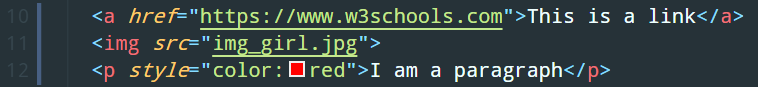 10 <a href="https://www.w3schools.com">This is a link</a>
11 <img src="img_girl.jpg">
12 <p style="color:red">I am a paragraph</p>